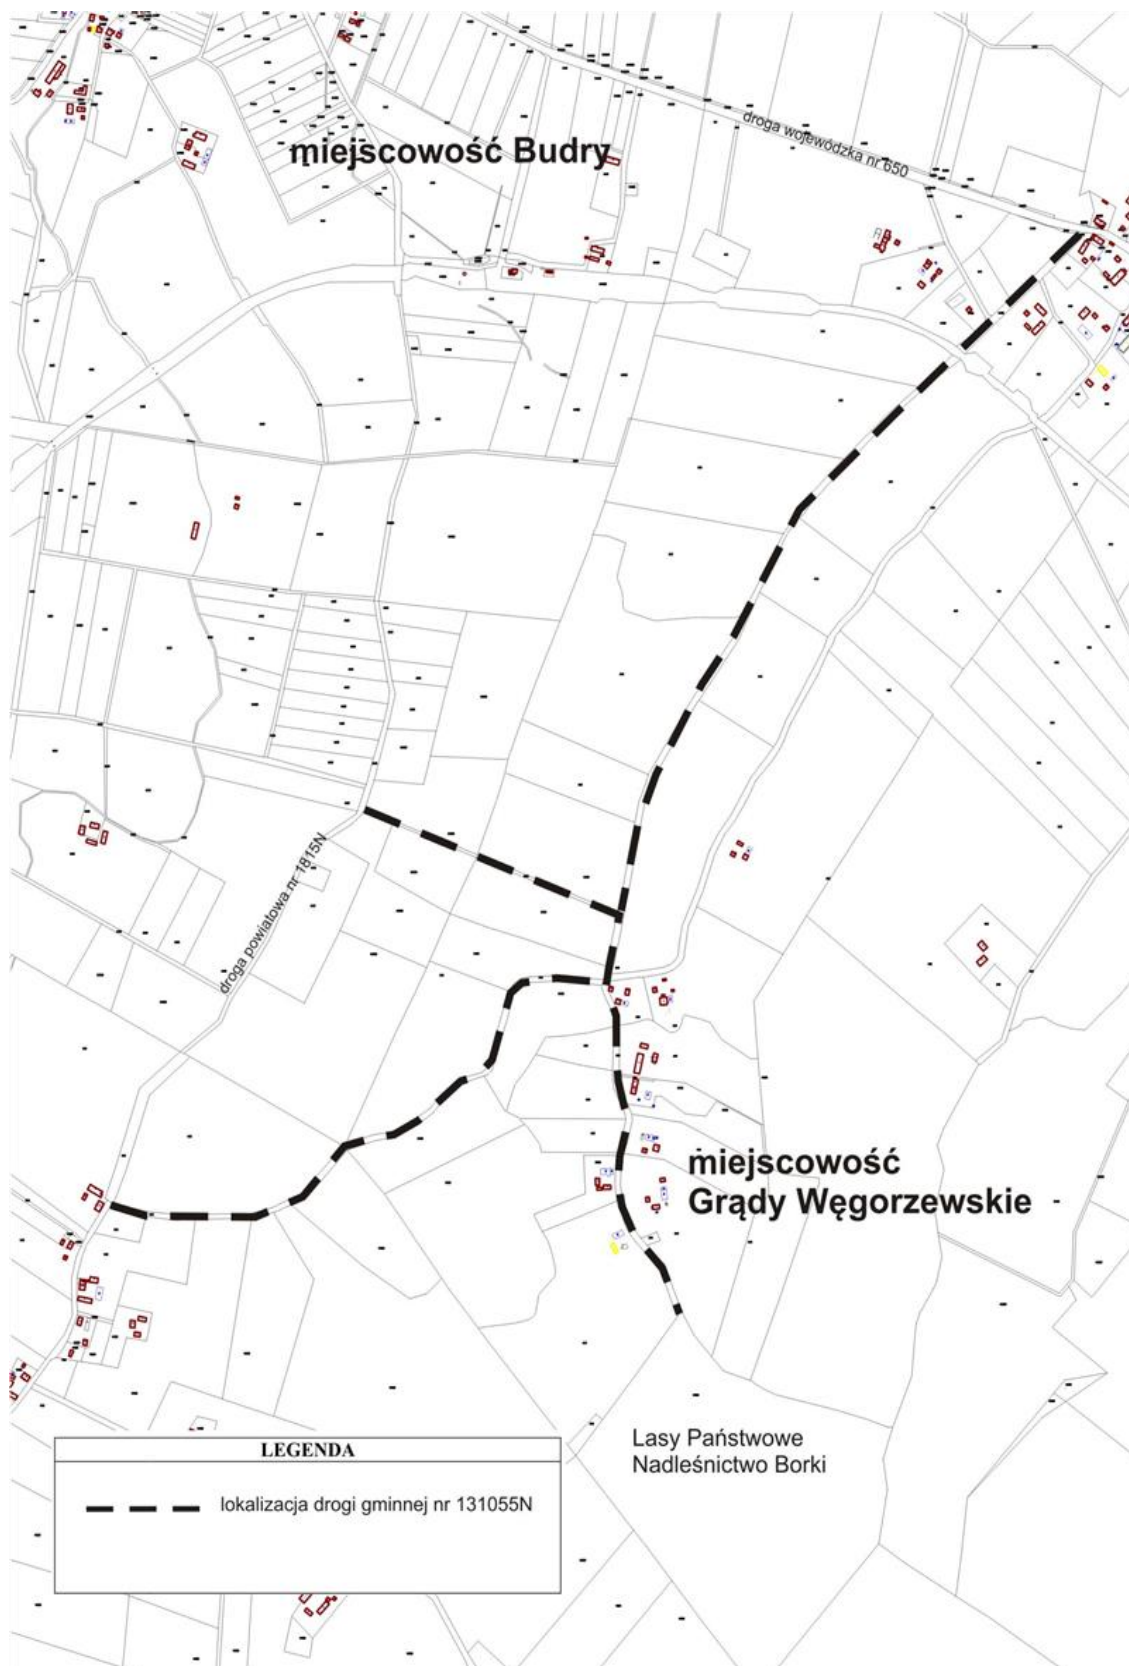 miejscowość Budry
droga wojewódzka nr 650
droga powiatowa nr 1815N
miejscowość
Grądy Węgorzewskie
Lasy Państwowe
Nadleśnictwo Borki
LEGENDA
lokalizacja drogi gminnej nr 131055N